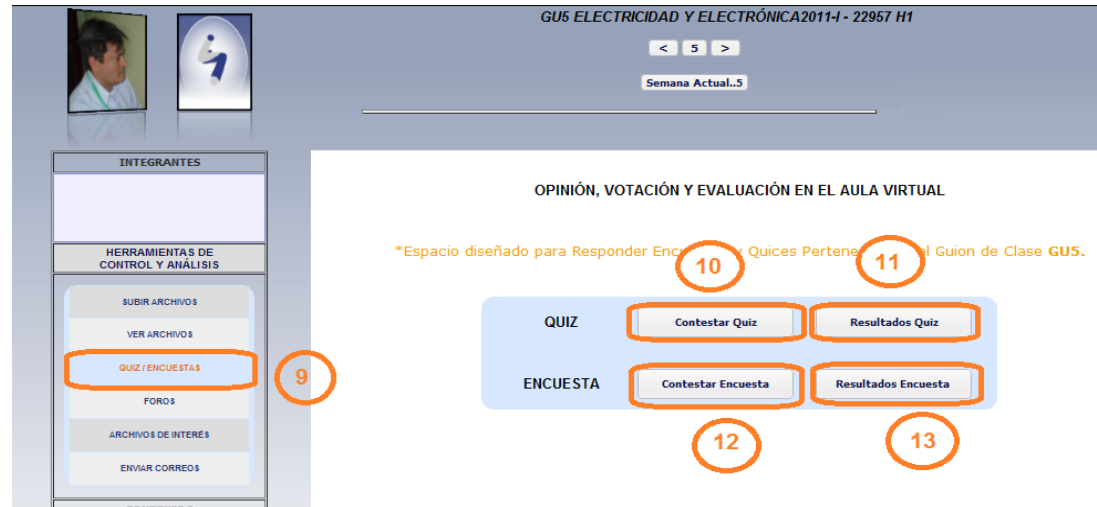 GU5 ELECTRICIDAD Y ELECTRÓNICA2011-I - 22957 H1
< 5 >
Semana Actual..5
INTEGRANTES
HERRAMIENTAS DE
CONTROL Y ANÁLISIS
SUBIR ARCHIVOS
VER ARCHIVOS
QUIZ / ENCUESTAS
FOROS
ARCHIVOS DE INTERÉS
ENVIAR CORREOS
9
OPINIÓN, VOTACIÓN Y EVALUACIÓN EN EL AULA VIRTUAL
*Espacio diseñado para Responder Quices al Guion de Clase GU5.
10
11
QUIZ Contestar Quiz Resultados Quiz
ENCUESTA Contestar Encuesta Resultados Encuesta
12
13